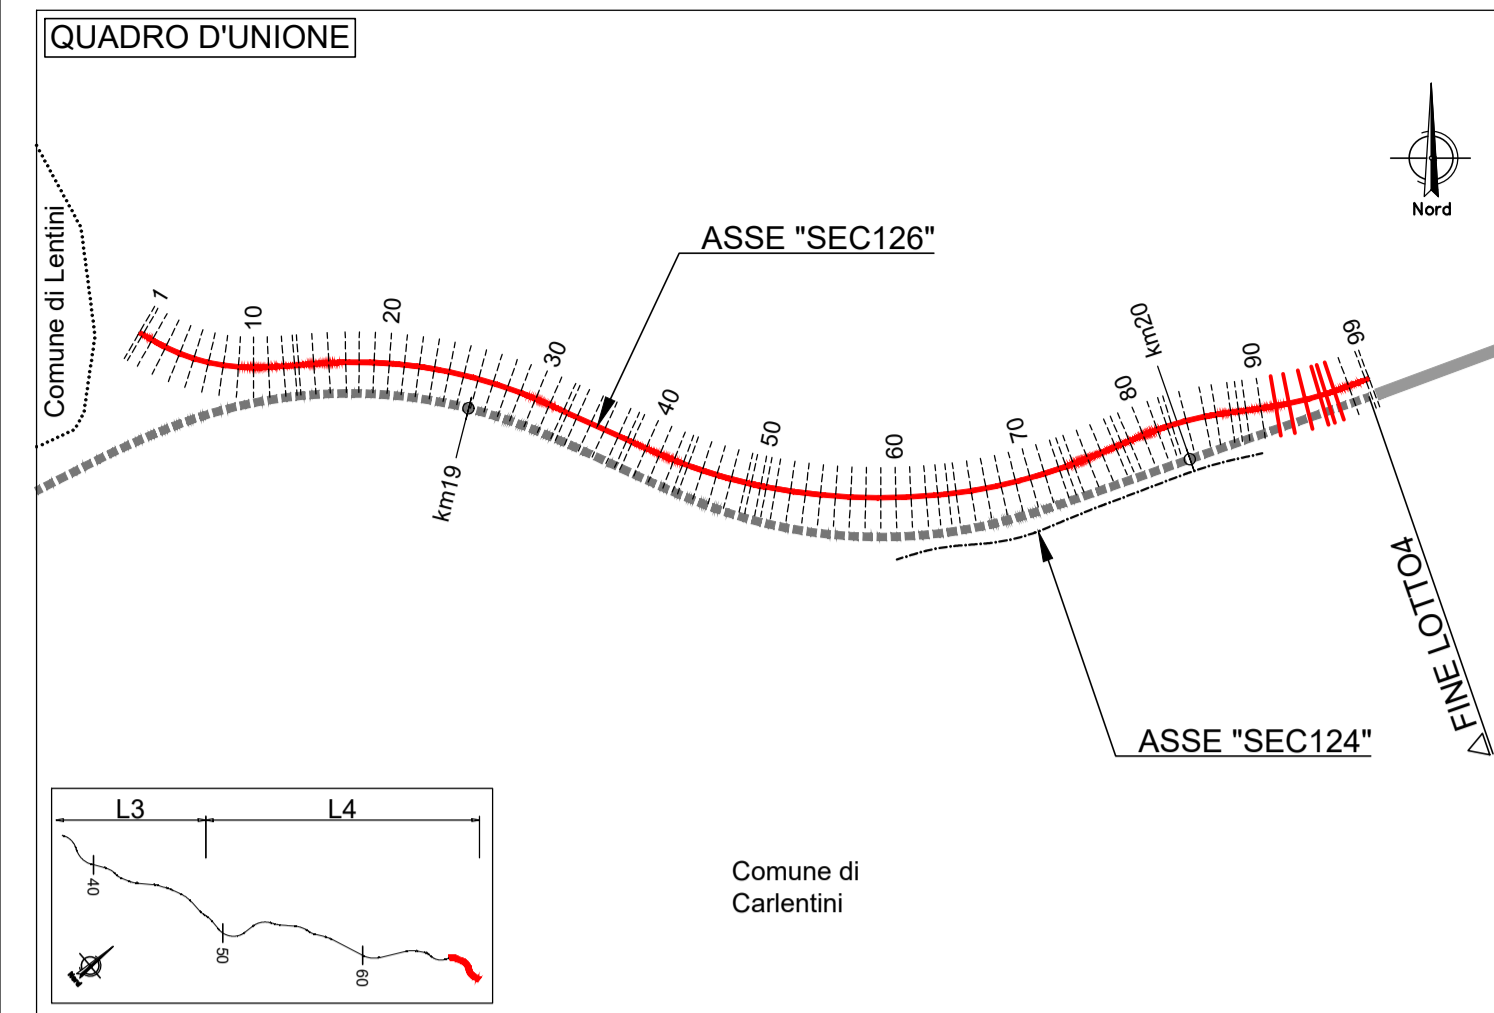 QUADRO D'UNIONE
Nord
Comune di Lentini
ASSE "SEC126"
1
10
20
30
40
50
60
70
80
90
99
km19
km20
FINE LOTTO4
ASSE "SEC124"
L3
L4
40
50
60
Comune di
Carlentini